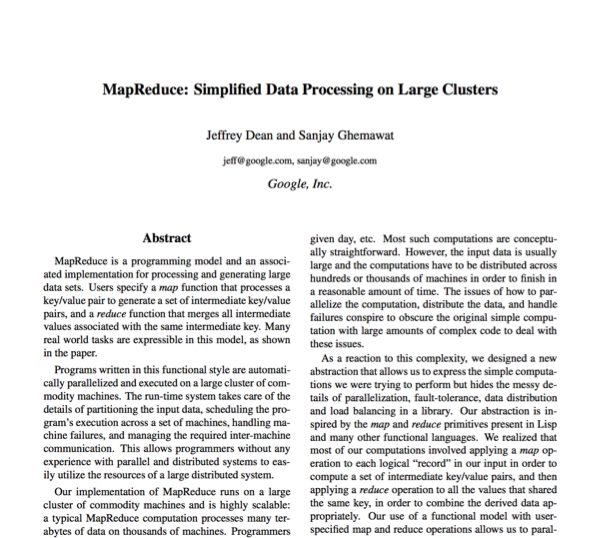 MapReduce: Simplified Data Processing on Large Clusters
Jeffrey Dean and Sanjay Ghemawat
jeff@google.com, sanjay@google.com
Google, Inc.
Abstract
MapReduce is a programming model and an associ-
ated implementation for processing and generating large
data sets. Users specify a map function that processes a
key/value pair to generate a set of intermediate key/value
pairs, and a reduce function that merges all intermediate
values associated with the same intermediate key. Many
real world tasks are expressible in this model, as shown
in the paper.
Programs written in this functional style are automati-
cally parallelized and executed on a large cluster of com-
modity machines. The run-time system takes care of the
details of partitioning the input data, scheduling the pro-
gram's execution across a set of machines, handling ma-
chine failures, and managing the required inter-machine
communication. This allows programmers without any
experience with parallel and distributed systems to eas-
ily utilize the resources of a large distributed system.
Our implementation of MapReduce runs on a large
cluster of commodity machines and is highly scalable:
a typical MapReduce computation processes many ter-
abytes of data on thousands of machines. Programmers
given day, etc. Most such computations are conceptu-
ally straightforward. However, the input data is usually
large and the computations have to be distributed across
hundreds or thousands of machines in order to finish in
a reasonable amount of time. The issues of how to par-
allelize the computation, distribute the data, and handle
failures conspire to obscure the original simple compu-
tation with large amounts of complex code to deal with
these issues.
As a reaction to this complexity, we designed a new
abstraction that allows us to express the simple computa-
tions we were trying to perform but hides the messy de-
tails of parallelization, fault-tolerance, data distribution
and load balancing in a library. Our abstraction is in-
spired by the map and reduce primitives present in Lisp
and many other functional languages. We realized that
most of our computations involved applying a map op-
eration to each logical “record” in our input in order to
compute a set of intermediate key/value pairs, and then
applying a reduce operation to all the values that shared
the same key, in order to combine the derived data ap-
propriately. Our use of a functional model with user-
specified map and reduce operations allows us to paral-